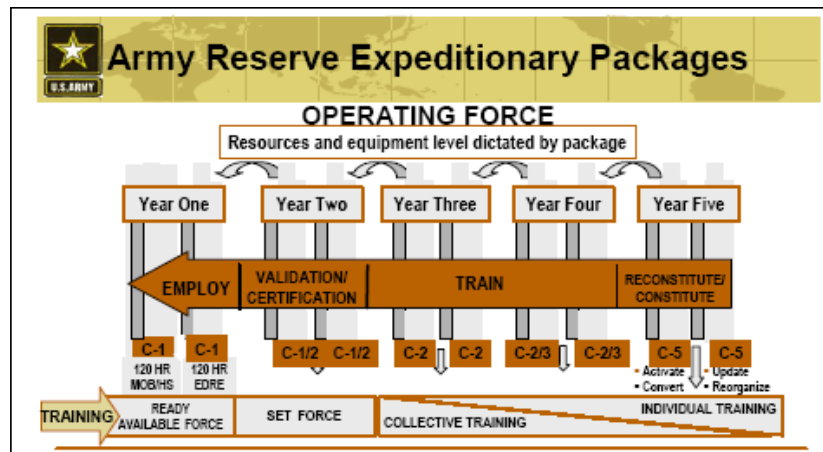 U.S.ARMY
Army Reserve Expeditionary Packages
OPERATING FORCE
Resources and equipment level dictated by package
Year One
Year Two
Year Three
Year Four
Year Five
EMPLOY
VALIDATION/
CERTIFICATION
TRAIN
RECONSTITUTE/
CONSTITUTE
C-1
C-1
C-1/2
C-1/2
C-2
C-2
C-2/3
C-2/3
C-5
C-5
120 HR
MOB/HS
120 HR
EDRE
• Activate
• Convert
• Update
• Reorganize
TRAINING
READY
AVAILABLE FORCE
SET FORCE
COLLECTIVE TRAINING
INDIVIDUAL TRAINING